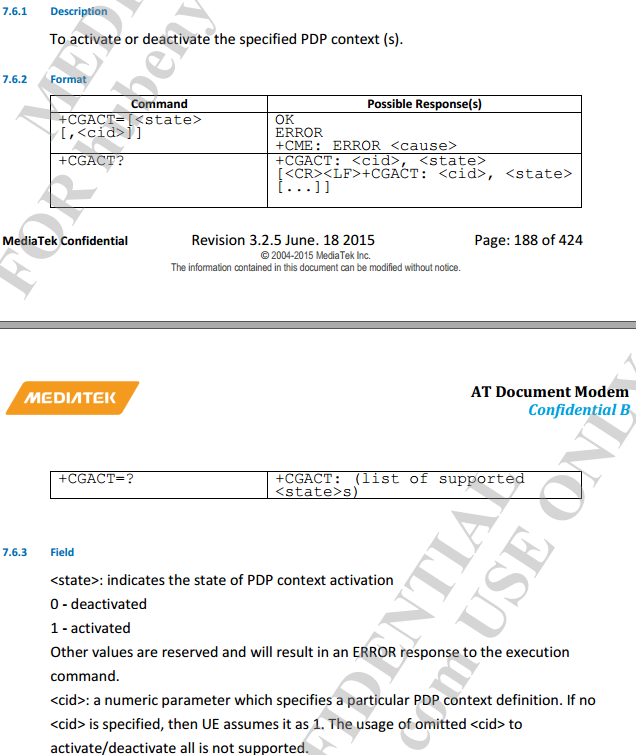 7.6.1 Description
To activate or deactivate the specified PDP context (s).
7.6.2 Format
Command Possible Response(s)
+CGACT=[<state> OK
[,<cid>]] ERROR
+CME: ERROR <cause>
+CGACT? +CGACT: <cid>, <state>
[<CR><LF>+CGACT: <cid>, <state>
[...]]
MediaTek Confidential Revision 3.2.5 June. 18 2015 Page: 188 of 424
© 2004-2015 MediaTek Inc.
The information contained in this document can be modified without notice.
MEDIATEK
AT Document Modem
Confidential B
+CGACT=? +CGACT: (list of supported
<state>s)
7.6.3 Field
<state>: indicates the state of PDP context activation
0 - deactivated
1 - activated
Other values are reserved and will result in an ERROR response to the execution
command.
<cid>: a numeric parameter which specifies a particular PDP context definition. If no
<cid> is specified, then UE assumes it as 1. The usage of omitted <cid> to
activate/deactivate all is not supported.
FOR hubeny
USE ONLY